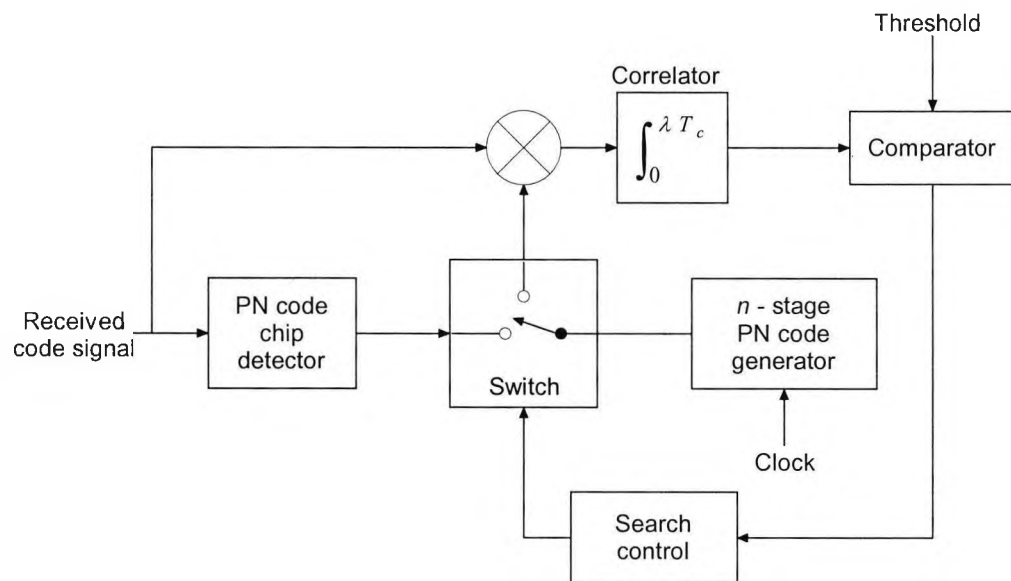 Threshold
Correlator
∫₀^{λ T_c}
Comparator
PN code
chip
detector
Received
code signal
n - stage
PN code
generator
Switch
Clock
Search
control